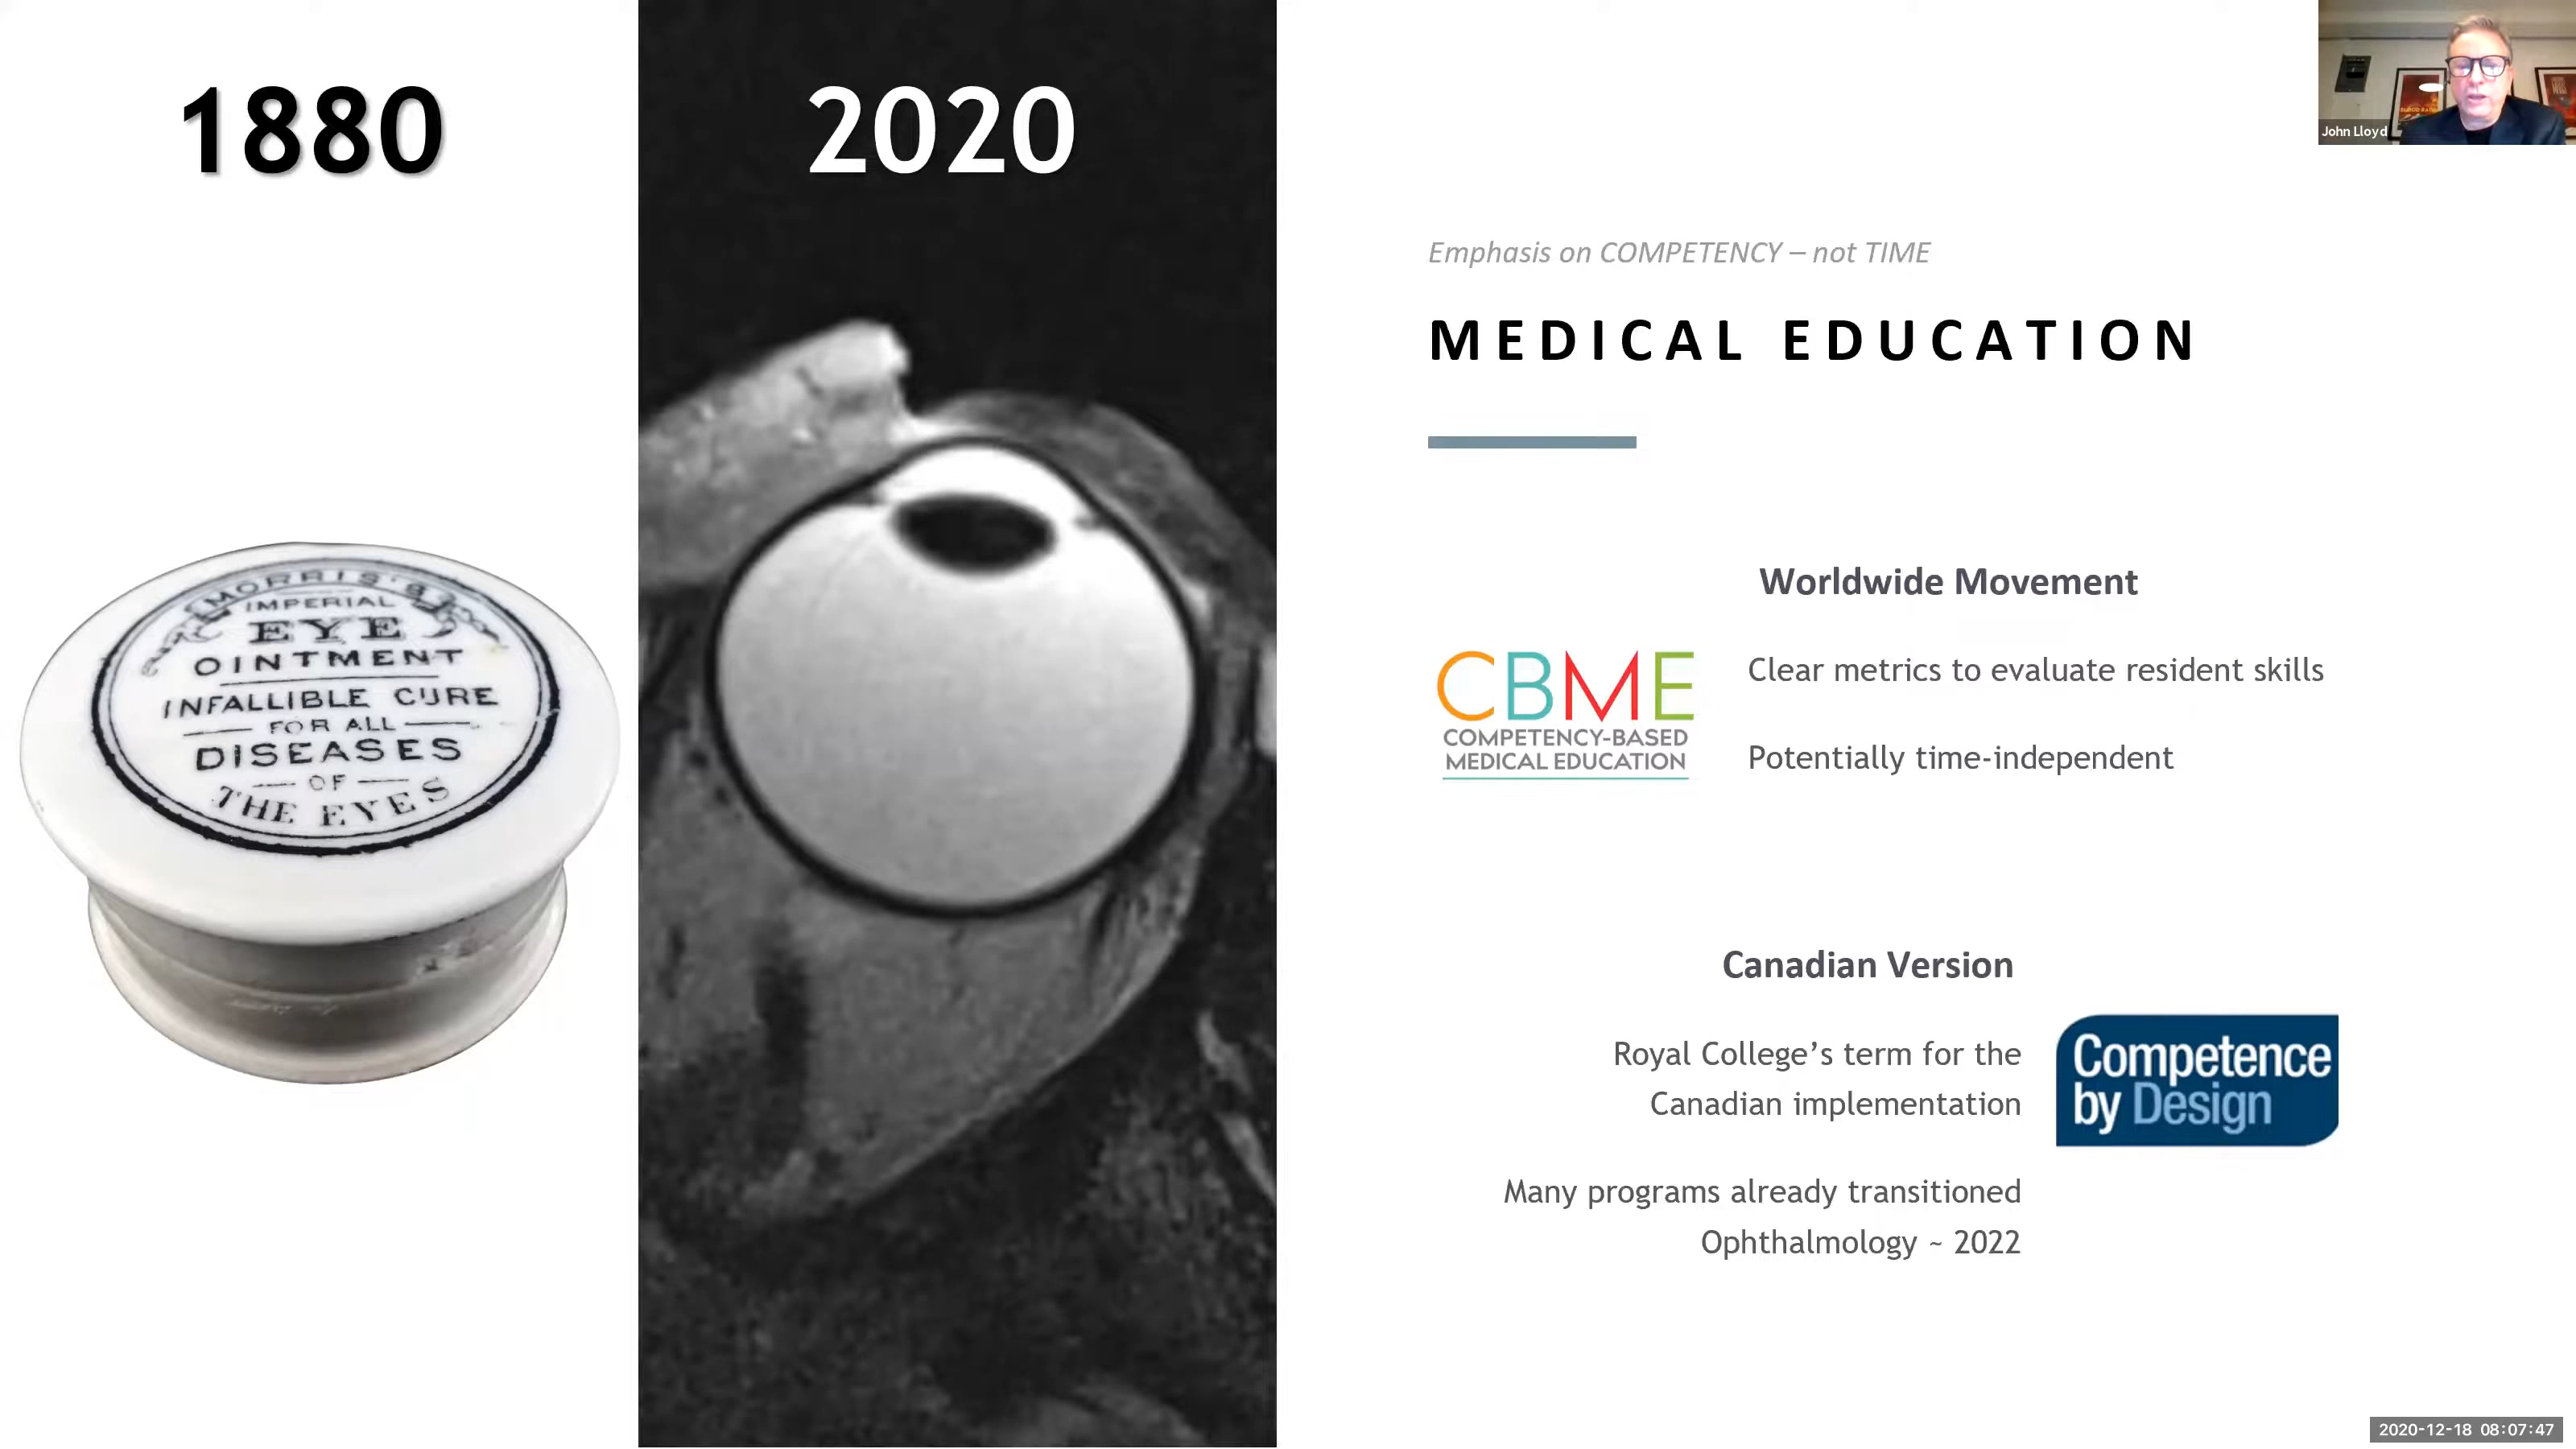 1880
MORRIS'S
IMPERIAL
EYE
OINTMENT
INFALLIBLE CURE
FOR ALL
DISEASES
OF
THE EYES
2020
John Lloyd
Emphasis on COMPETENCY – not TIME
MEDICAL EDUCATION
Worldwide Movement
CBME
COMPETENCY-BASED
MEDICAL EDUCATION
Clear metrics to evaluate resident skills
Potentially time-independent
Canadian Version
Royal College’s term for the
Canadian implementation
Competence
by Design
Many programs already transitioned
Ophthalmology ~ 2022
2020-12-18 08:07:47